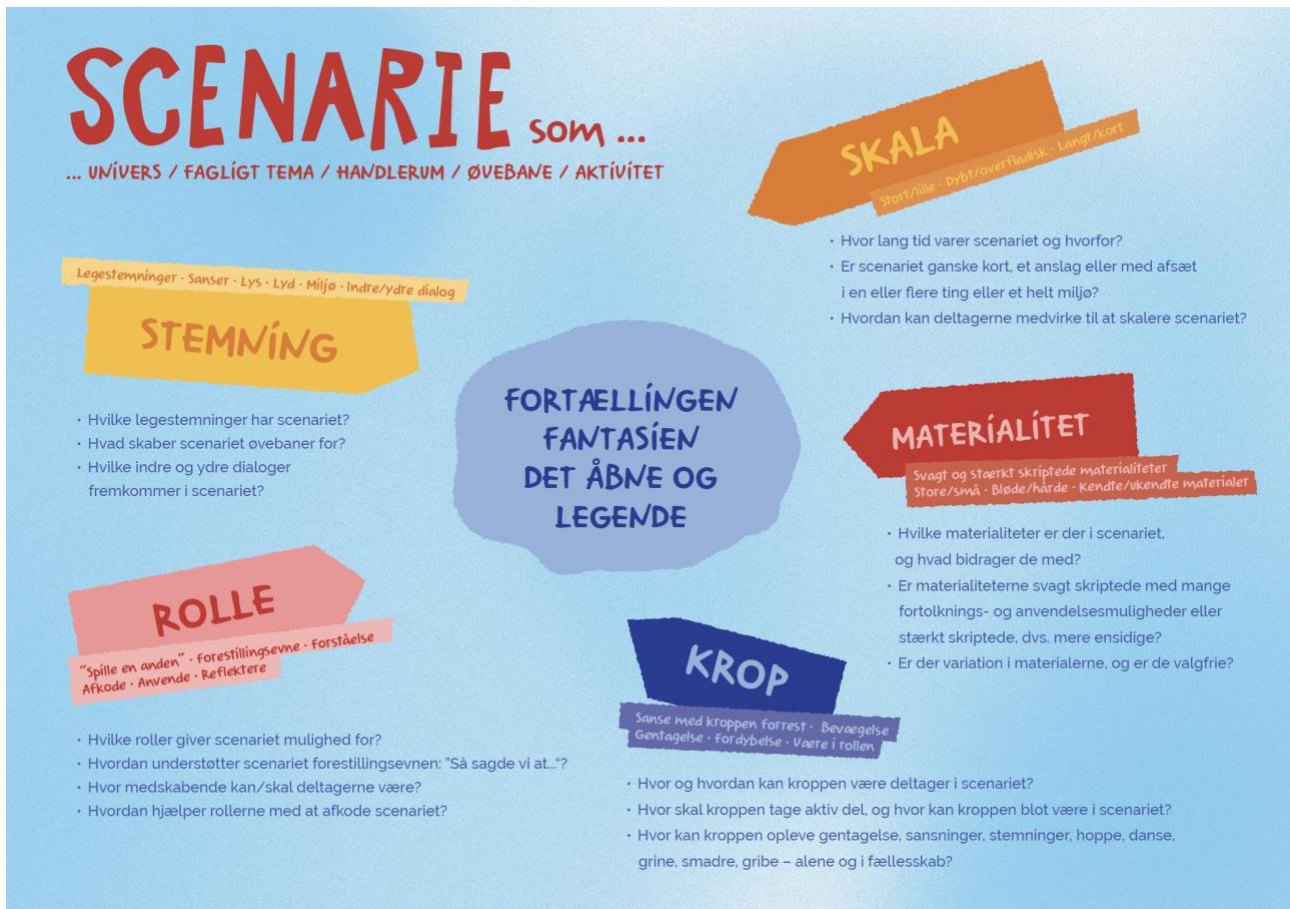 SCENARIE som ...
... UNIVERS / FAGLIGT TEMA / HANDLERUM / ØVEBANE / AKTIVITET
Legestemninger · Sanser · Lys · Lyd · Miljø · Indre/ydre dialog
STEMNING
• Hvilke legestemninger har scenariet?
• Hvad skaber scenariet øvebaner for?
• Hvilke indre og ydre dialoger
fremkommer i scenariet?
ROLLE
"Spille en anden" · Forestillingsevne · Forståelse
Afkode · Anvende · Reflektere
• Hvilke roller giver scenariet mulighed for?
• Hvordan understøtter scenariet forestillingsevnen: "Så sagde vi at..."?
• Hvor medskabende kan/skal deltagerne være?
• Hvordan hjælper rollerne med at afkode scenariet?
FORTÆLLINGEN
FANTASIEN
DET ÅBNE OG
LEGENDE
SKALA
Stort/lille · Dybt/overfladisk · Langt/kort
• Hvor lang tid varer scenariet og hvorfor?
• Er scenariet ganske kort, et anslag eller med afsæt
i en eller flere ting eller et helt miljø?
• Hvordan kan deltagerne medvirke til at skalere scenariet?
MATERIALITET
Svagt og stærkt skriptede materialiteter
Store/små · Bløde/hårde · Kendte/ukendte materialer
• Hvilke materialiteter er der i scenariet,
og hvad bidrager de med?
• Er materialiteterne svagt skriptede med mange
fortolknings- og anvendelsesmuligheder eller
stærkt skriptede, dvs. mere ensidige?
• Er der variation i materialerne, og er de valgfrie?
KROP
Sanse med kroppen forrest · Bevægelse
Gentagelse · Fordybelse · Være i rollen
• Hvor og hvordan kan kroppen være deltager i scenariet?
• Hvor skal kroppen tage aktiv del, og hvor kan kroppen blot være i scenariet?
• Hvor kan kroppen opleve gentagelse, sansninger, stemninger, hoppe, danse,
grine, smadre, gribe – alene og i fællesskab?